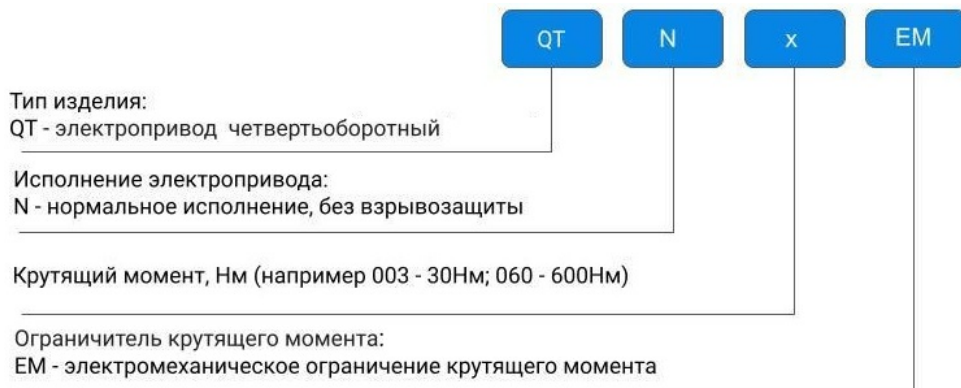 QT N x EM
Тип изделия:
QT - электропривод четвертьоборотный
Исполнение электропривода:
N - нормальное исполнение, без взрывозащиты
Крутящий момент, Нм (например 003 - 30Нм; 060 - 600Нм)
Ограничитель крутящего момента:
EM - электромеханическое ограничение крутящего момента